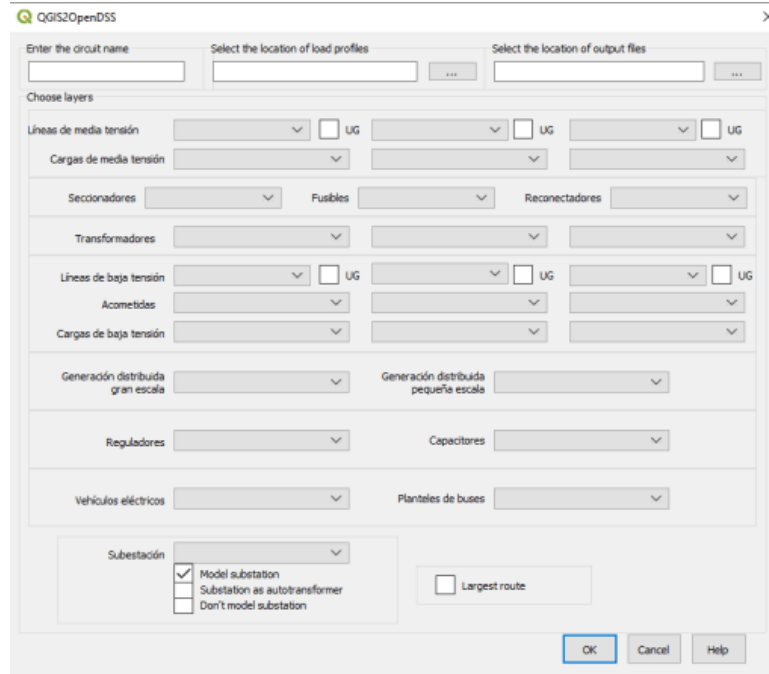 QGIS2OpenDSS
Enter the circuit name
Select the location of load profiles
Select the location of output files
...
...
Choose layers
Líneas de media tensión
UG
UG
UG
Cargas de media tensión
Seccionadores
Fusibles
Reconectadores
Transformadores
Líneas de baja tensión
UG
UG
UG
Acometidas
Cargas de baja tensión
Generación distribuida
gran escala
Generación distribuida
pequeña escala
Reguladores
Capacitores
Vehículos eléctricos
Planteles de buses
Subestación
Model substation
Substation as autotransformer
Don't model substation
Largest route
OK
Cancel
Help